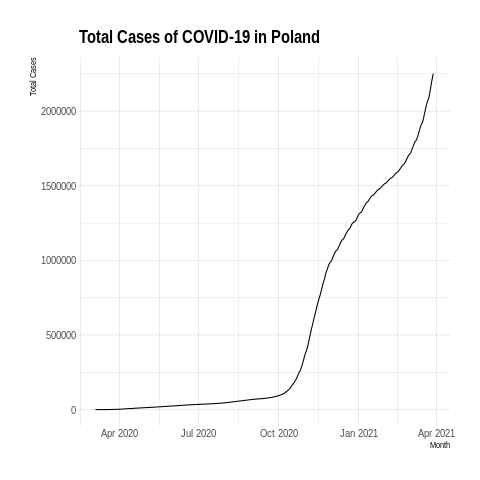 Total Cases of COVID-19 in Poland
Total Cases
2000000
1500000
1000000
500000
0
Apr 2020 Jul 2020 Oct 2020 Jan 2021 Apr 2021
Month